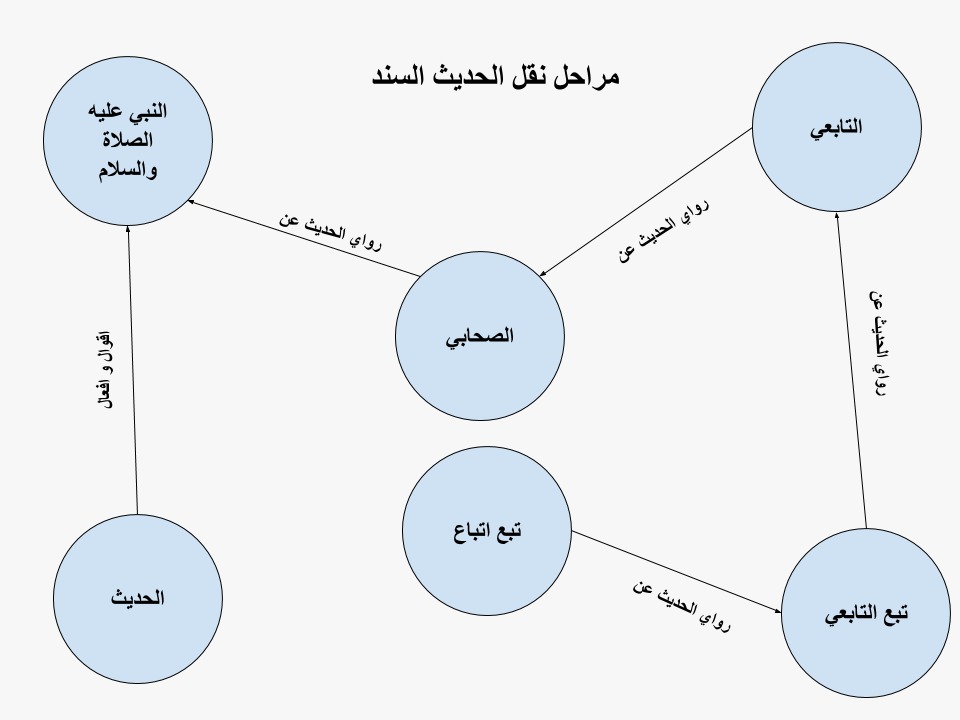 مراحل نقل الحديث السند
التابعي
النبي عليه
الصلاة
والسلام
رواي الحديث عن
رواي الحديث عن
الصحابي
رواي الحديث عن
اقوال و افعال
تبع اتباع
الحديث
رواي الحديث عن
تبع التابعي